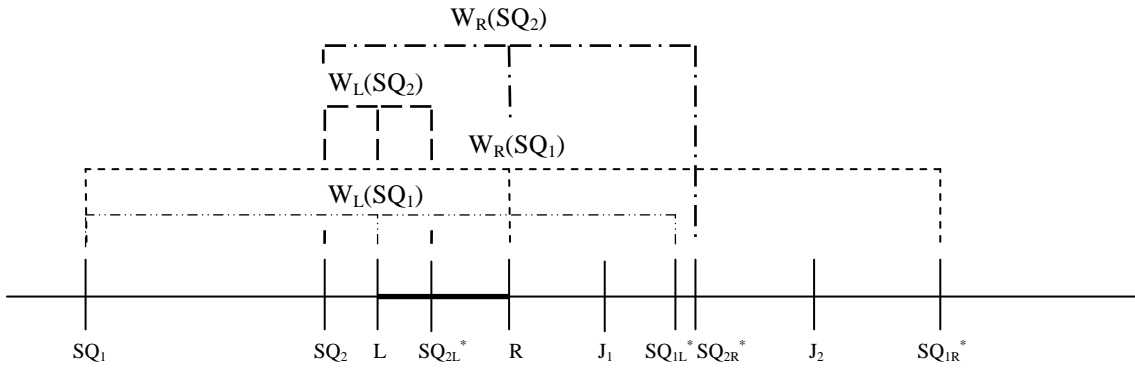 W_R(SQ_2)
W_L(SQ_2)
W_R(SQ_1)
W_L(SQ_1)
SQ_1 SQ_2 L SQ_2L* R J_1 SQ_1L* SQ_2R* J_2 SQ_1R*